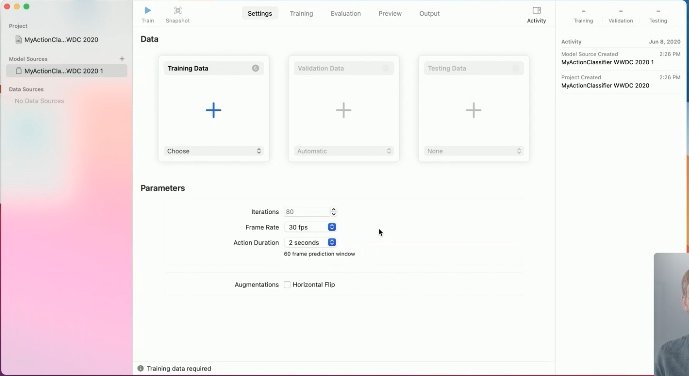 Train
Snapshot
Settings
Training
Evaluation
Preview
Output
Activity
Training
Validation
Testing
Project
MyActionCla...WDC 2020
Model Sources
MyActionCla...WDC 2020 1
Data Sources
No Data Sources
Data
Training Data
Validation Data
Testing Data
Choose
Automatic
None
Parameters
Iterations 80
Frame Rate 30 fps
Action Duration 2 seconds
60 frame prediction window
Augmentations Horizontal Flip
Training data required
Activity Jun 8, 2020
Model Source Created 2:26 PM
MyActionClassifier WWDC 2020 1
Project Created 2:26 PM
MyActionClassifier WWDC 2020